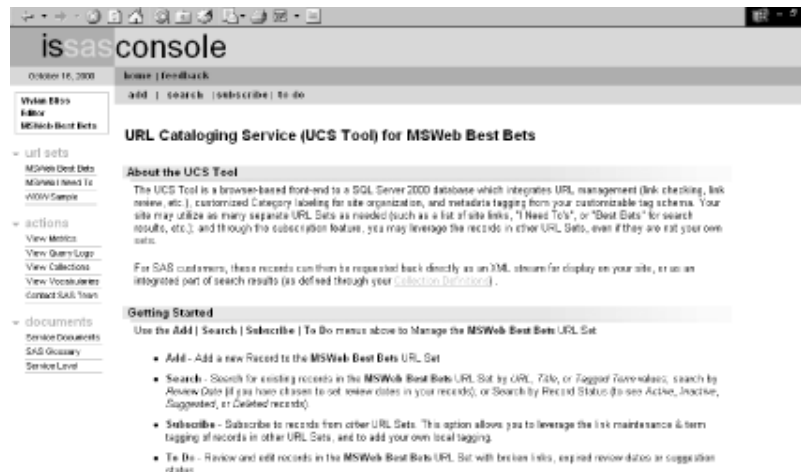 issasconsole
October 16, 2000
home | feedback
add | search | subscribe | to do
Vivian Bliss
Editor
MSWeb Best Bets
URL Cataloging Service (UCS Tool) for MSWeb Best Bets
url sets
MSWeb Best Bets
MSWeb I Need To
WOW Sample
About the UCS Tool
The UCS Tool is a browser-based front-end to a SQL Server 2000 database which integrates URL management (link checking, link
review, etc.), customized Category labeling for site organization, and metadata tagging from your customizable tag schema. Your
site may utilize as many separate URL Sets as needed (such as a list of site links, "I Need To's", or "Best Bets" for search
results, etc.); and through the subscription feature, you may leverage the records in other URL Sets, even if they are not your own
sets.
actions
View Metrics
View Query Logs
View Collections
View Vocabularies
Contact SAS Team
For SAS customers, these records can then be requested back directly as an XML stream for display on your site, or as an
integrated part of search results (as defined through your Collection Definitions) .
documents
Service Documents
SAS Glossary
Service Level
Getting Started
Use the Add | Search | Subscribe | To Do menus above to Manage the MSWeb Best Bets URL Set
• Add - Add a new Record to the MSWeb Best Bets URL Set
• Search - Search for existing records in the MSWeb Best Bets URL Set by URL, Title, or Tagged Term values; search by
Review Date (if you have chosen to set review dates in your records); or Search by Record Status (to see Active, Inactive,
Suggested, or Deleted records).
• Subscribe - Subscribe to records from other URL Sets. This option allows you to leverage the link maintenance & term
tagging of records in other URL Sets, and to add your own local tagging.
• To Do - Review and edit records in the MSWeb Best Bets URL Set with broken links, expired review dates or suggestion
status.